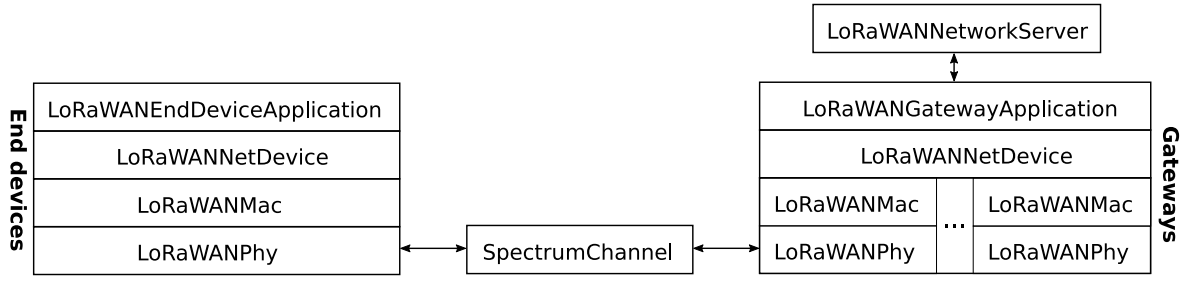 LoRaWANNetworkServer
End devices
LoRaWANEndDeviceApplication
LoRaWANNetDevice
LoRaWANMac
LoRaWANPhy
SpectrumChannel
LoRaWANGatewayApplication
LoRaWANNetDevice
LoRaWANMac ... LoRaWANMac
LoRaWANPhy LoRaWANPhy
Gateways